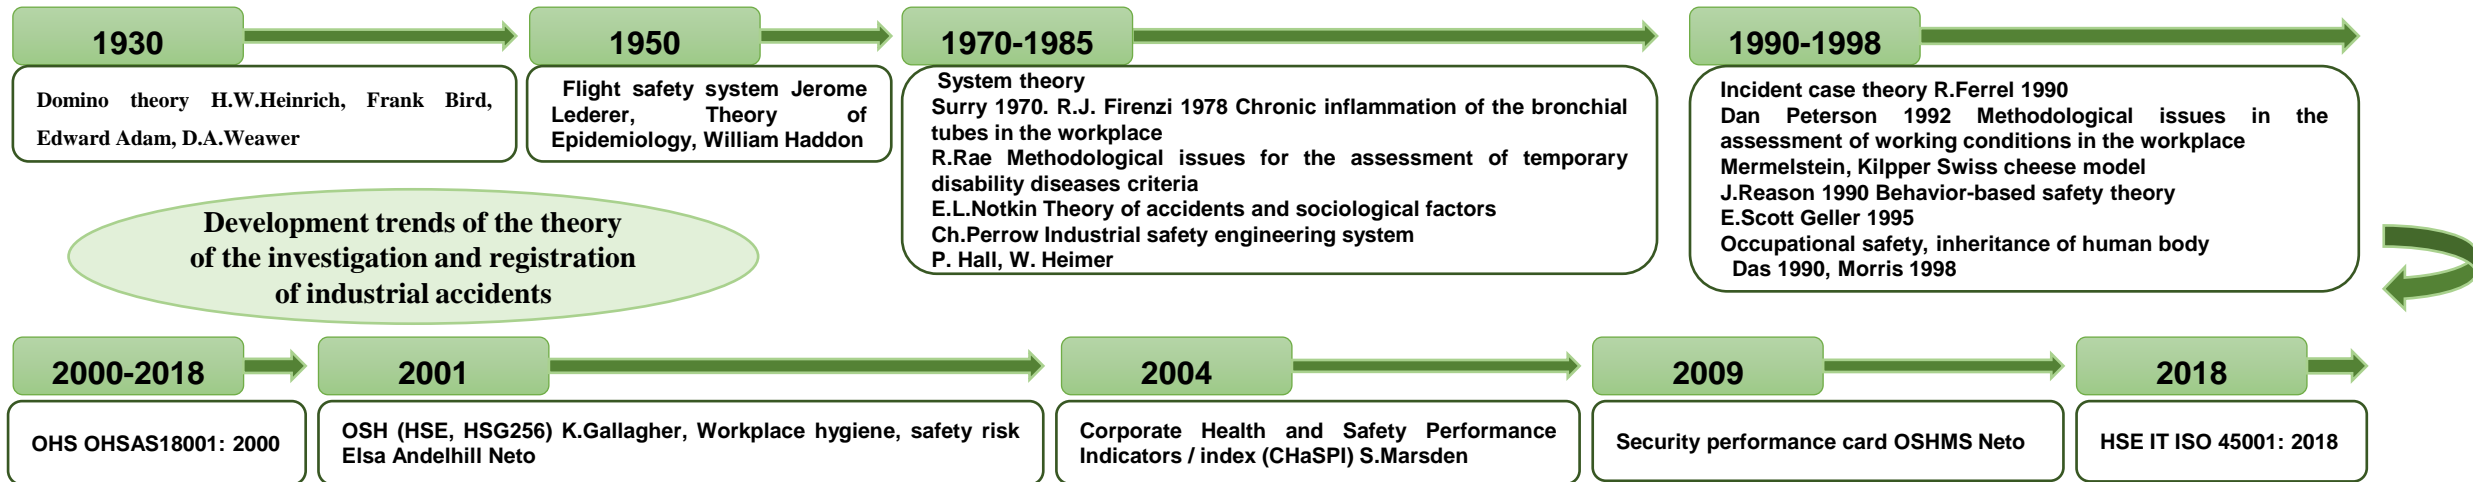 1930
Domino theory H.W.Heinrich, Frank Bird,
Edward Adam, D.A.Weawer
1950
Flight safety system Jerome
Lederer, Theory of
Epidemiology, William Haddon
1970-1985
System theory
Surry 1970. R.J. Firenzi 1978 Chronic inflammation of the bronchial
tubes in the workplace
R.Rae Methodological issues for the assessment of temporary
disability diseases criteria
E.L.Notkin Theory of accidents and sociological factors
Ch.Perrow Industrial safety engineering system
P. Hall, W. Heimer
1990-1998
Incident case theory R.Ferrel 1990
Dan Peterson 1992 Methodological issues in the
assessment of working conditions in the workplace
Mermelstein, Kilpper Swiss cheese model
J.Reason 1990 Behavior-based safety theory
E.Scott Geller 1995
Occupational safety, inheritance of human body
Das 1990, Morris 1998
Development trends of the theory
of the investigation and registration
of industrial accidents
2000-2018
OHS OHSAS18001: 2000
2001
OSH (HSE, HSG256) K.Gallagher, Workplace hygiene, safety risk
Elsa Andelhill Neto
2004
Corporate Health and Safety Performance
Indicators / index (CHaSPI) S.Marsden
2009
Security performance card OSHMS Neto
2018
HSE IT ISO 45001: 2018